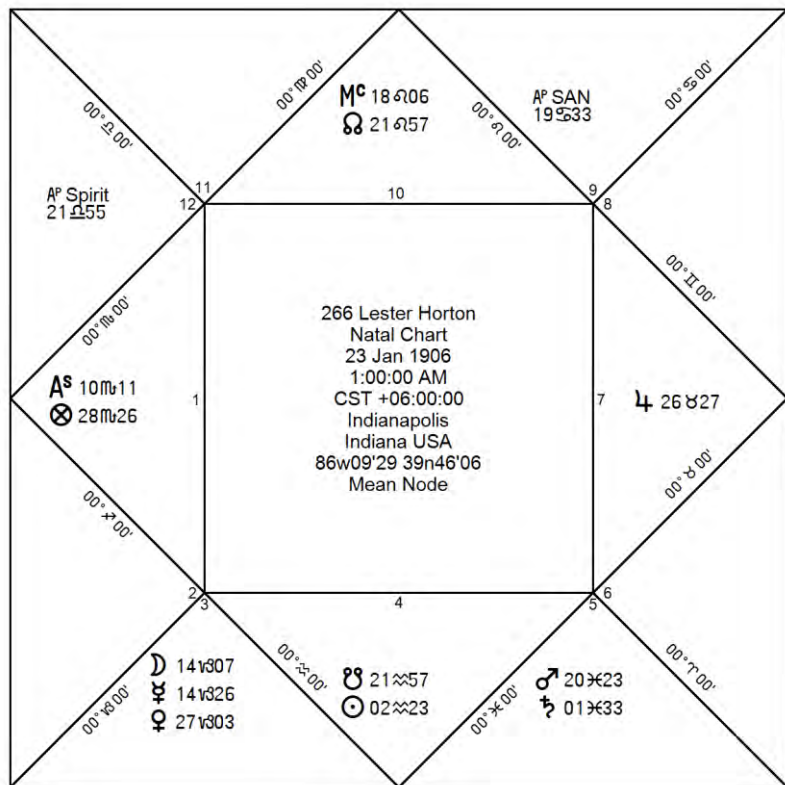 00°♍00'
00°♎00'
Mc 18♌06
☊ 21♌57
00°♌00'
Ap SAN
19♋33
00°♋00'
11
12
10
9
8
Ap Spirit
21♎55
00°♏00'
00°♊00'
266 Lester Horton
Natal Chart
23 Jan 1906
1:00:00 AM
CST +06:00:00
Indianapolis
Indiana USA
86w09'29 39n46'06
Mean Node
As 10♏11
⊗ 28♏26
1
7
♃ 26♉27
00°♐00'
00°♉00'
2
3
4
5
6
☽ 14♑07
☿ 14♑26
♀ 27♑03
00°♑00'
00°♒00'
☋ 21♒57
☉ 02♒23
♂ 20♓23
♄ 01♓33
00°♓00'
00°♈00'